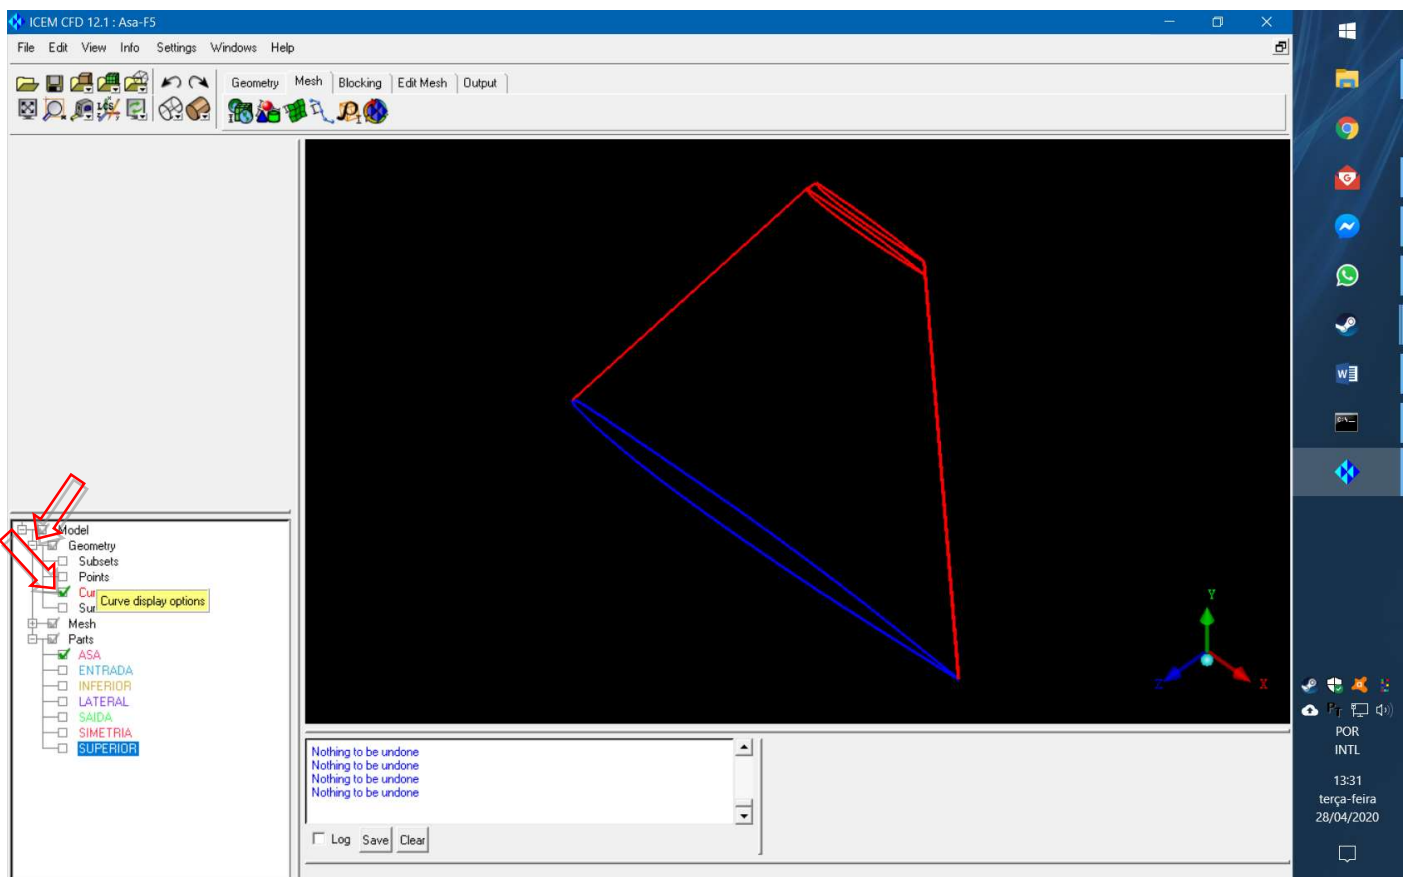 ICEM CFD 12.1 : Asa-F5
File Edit View Info Settings Windows Help
Geometry Mesh Blocking Edit Mesh Output
Model
Geometry
Subsets
Points
Cur
Curve display options
Sur
Mesh
Parts
ASA
ENTRADA
INFERIOR
LATERAL
SAIDA
SIMETRIA
SUPERIOR
Y
Z
X
Nothing to be undone
Nothing to be undone
Nothing to be undone
Nothing to be undone
Log Save Clear
POR
INTL
13:31
terça-feira
28/04/2020